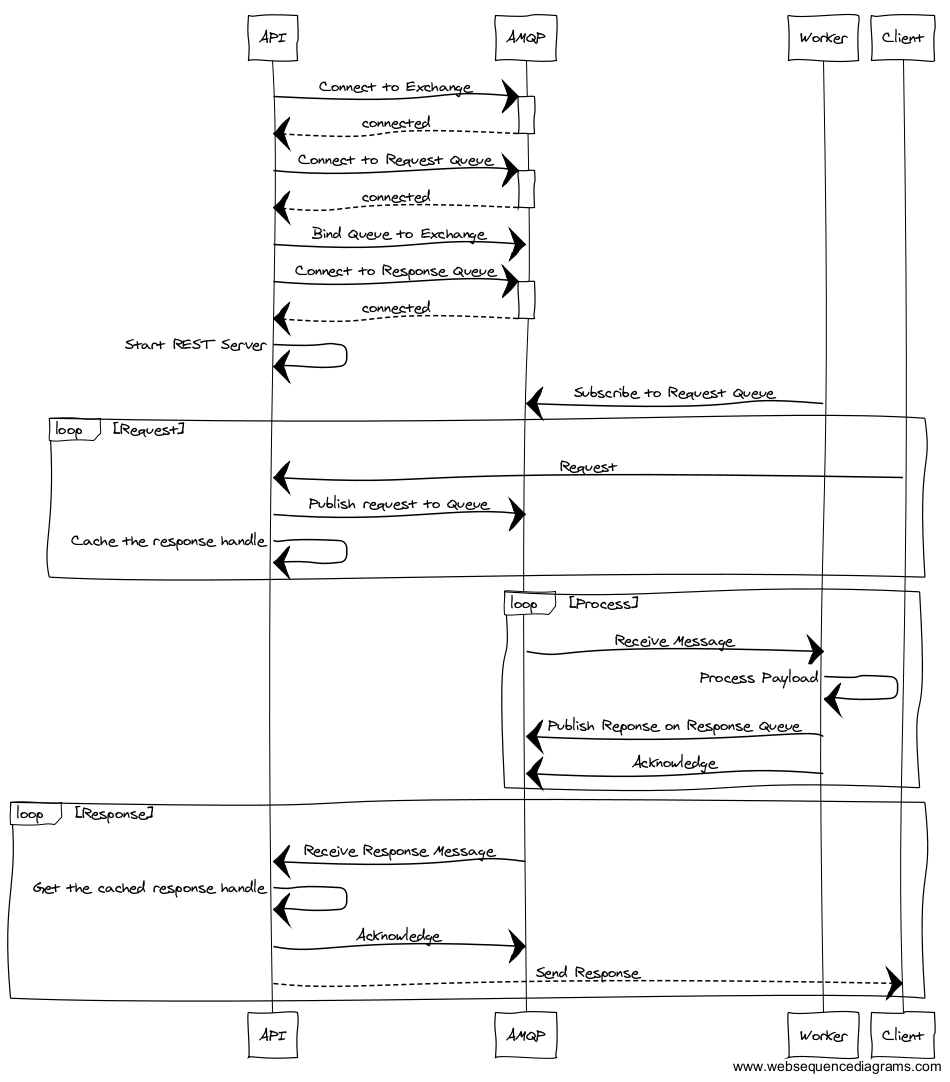 API
AMQP
Worker
Client
Connect to Exchange
connected
Connect to Request Queue
connected
Bind Queue to Exchange
Connect to Response Queue
connected
Start REST Server
Subscribe to Request Queue
loop [Request]
Request
Publish request to Queue
Cache the response handle
loop [Process]
Receive Message
Process Payload
Publish Reponse on Response Queue
Acknowledge
loop [Response]
Receive Response Message
Get the cached response handle
Acknowledge
Send Response
API
AMQP
Worker
Client
www.websequencediagrams.com